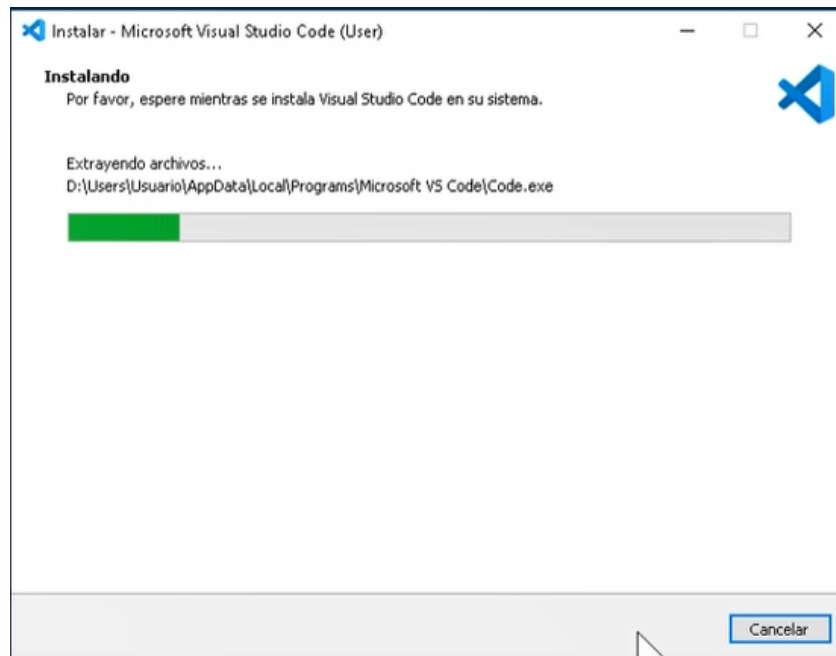 Instalar - Microsoft Visual Studio Code (User)
Instalando
Por favor, espere mientras se instala Visual Studio Code en su sistema.
Extrayendo archivos...
D:\Users\Usuario\AppData\Local\Programs\Microsoft VS Code\Code.exe
Cancelar